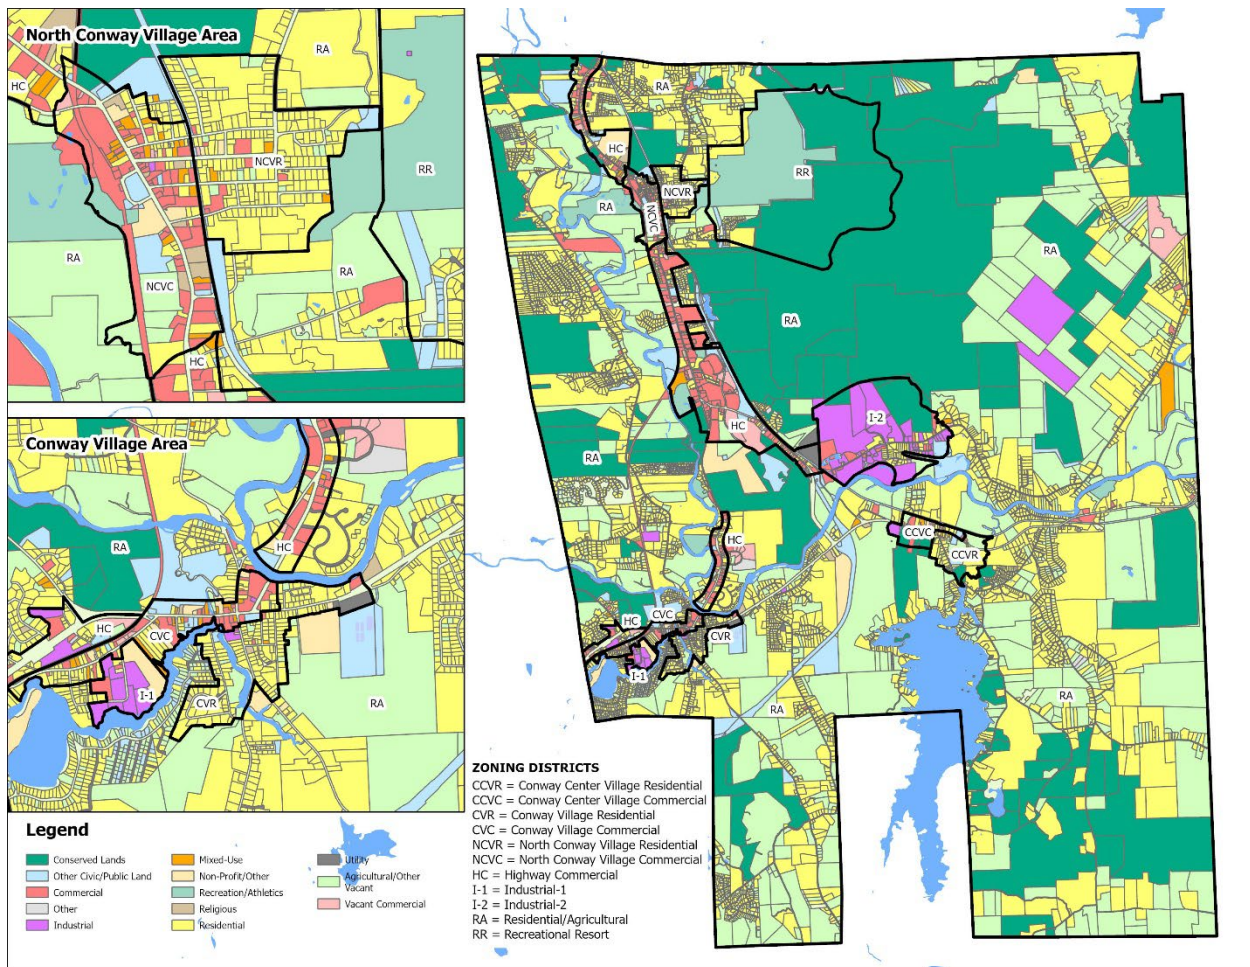 North Conway Village Area
RA
HC
NCVR
RR
RA
RA
NCVC
HC
Conway Village Area
RA
HC
HC
CVC
I-1
CVR
RA
RA
HC
RR
NCVR
RA
NCVC
RA
RA
I-2
HC
RA
CCVC
CCVR
HC
CVC
HC
CVR
I-1
RA
RA
Legend
Conserved Lands
Other Civic/Public Land
Commercial
Other
Industrial
Mixed-Use
Non-Profit/Other
Recreation/Athletics
Religious
Residential
Utility
Agricultural/Other
Vacant
Vacant Commercial
ZONING DISTRICTS
CCVR = Conway Center Village Residential
CCVC = Conway Center Village Commercial
CVR = Conway Village Residential
CVC = Conway Village Commercial
NCVR = North Conway Village Residential
NCVC = North Conway Village Commercial
HC = Highway Commercial
I-1 = Industrial-1
I-2 = Industrial-2
RA = Residential/Agricultural
RR = Recreational Resort